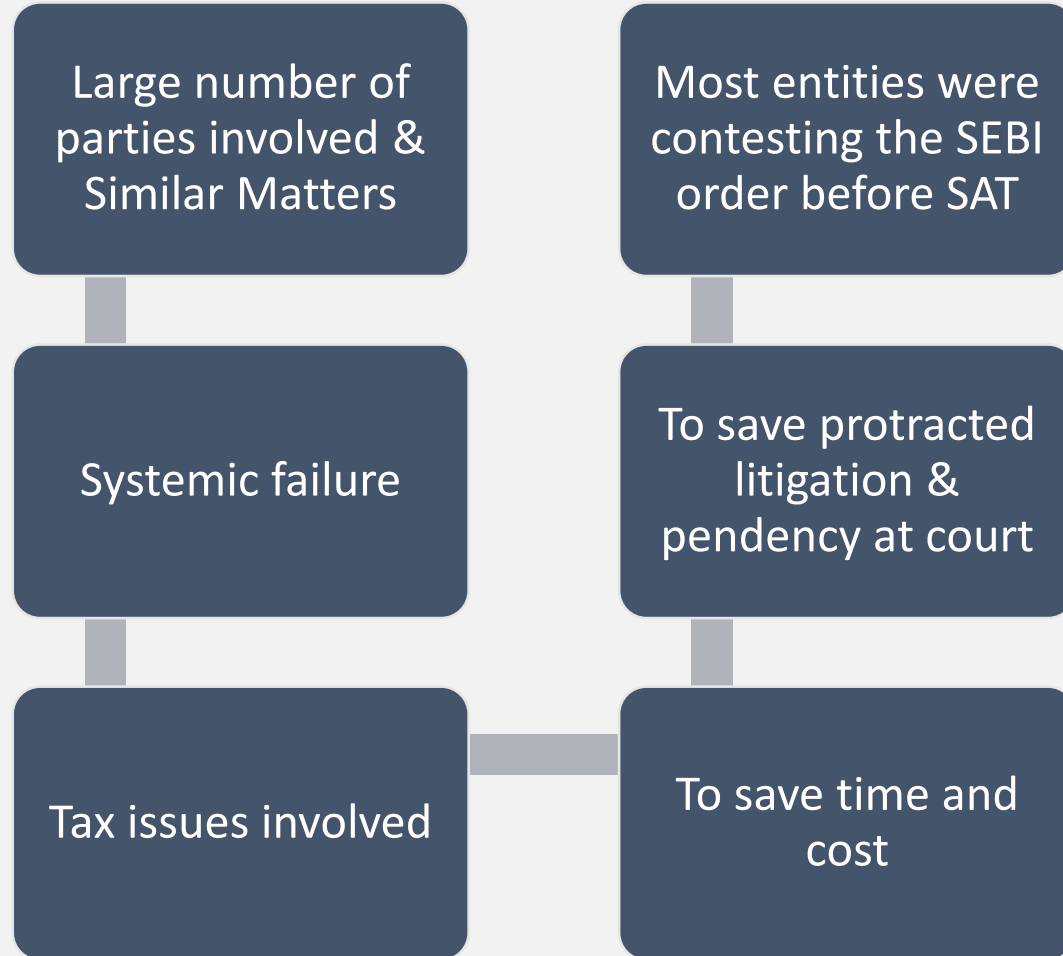 Large number of
parties involved &
Similar Matters
Systemic failure
Tax issues involved
To save time and
cost
To save protracted
litigation &
pendency at court
Most entities were
contesting the SEBI
order before SAT